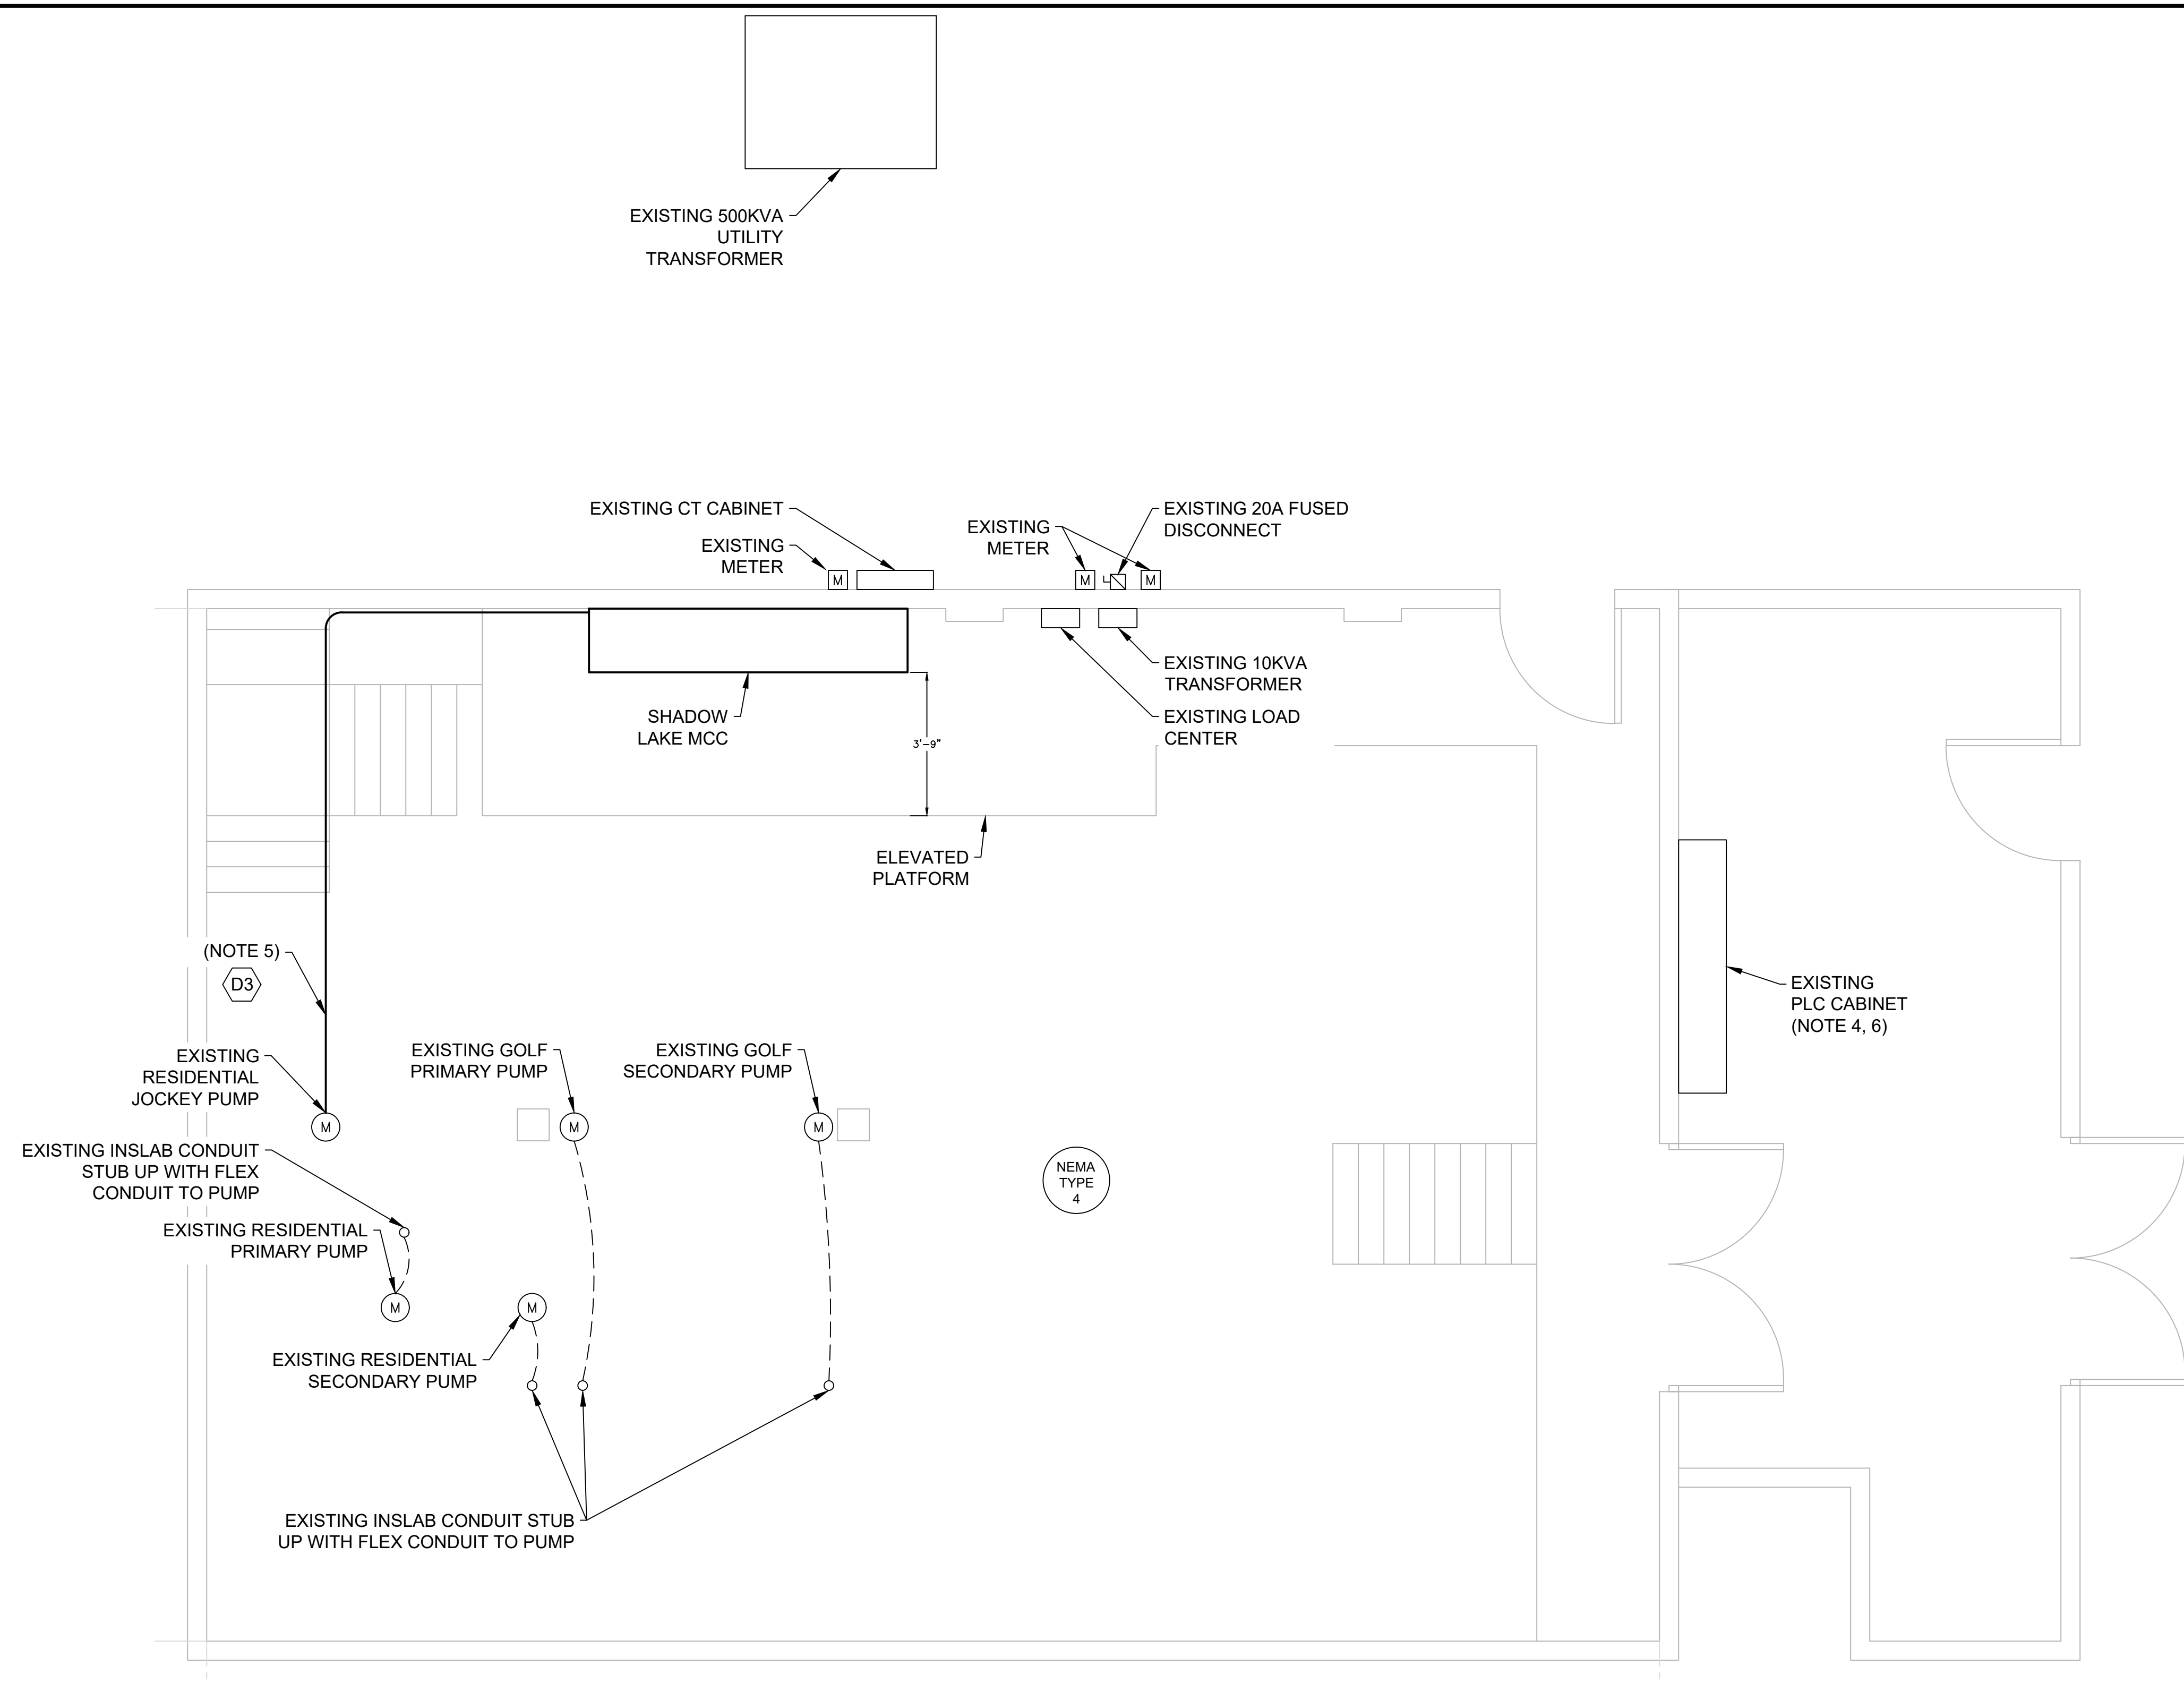 EXISTING 500KVA
UTILITY
TRANSFORMER
EXISTING CT CABINET
EXISTING
METER
EXISTING
METER
EXISTING 20A FUSED
DISCONNECT
M
M
M
EXISTING 10KVA
TRANSFORMER
SHADOW
LAKE MCC
EXISTING LOAD
CENTER
3'-9"
ELEVATED
PLATFORM
(NOTE 5)
D3
EXISTING
PLC CABINET
(NOTE 4, 6)
EXISTING
RESIDENTIAL
JOCKEY PUMP
EXISTING GOLF
PRIMARY PUMP
EXISTING GOLF
SECONDARY PUMP
M
M
M
EXISTING INSLAB CONDUIT
STUB UP WITH FLEX
CONDUIT TO PUMP
NEMA
TYPE
4
EXISTING RESIDENTIAL
PRIMARY PUMP
M
M
EXISTING RESIDENTIAL
SECONDARY PUMP
EXISTING INSLAB CONDUIT STUB
UP WITH FLEX CONDUIT TO PUMP